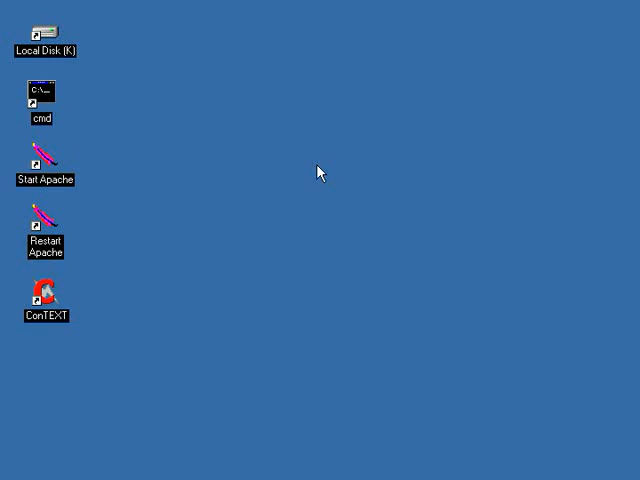 Local Disk (K)
C:\_
cmd
Start Apache
Restart
Apache
ConTEXT